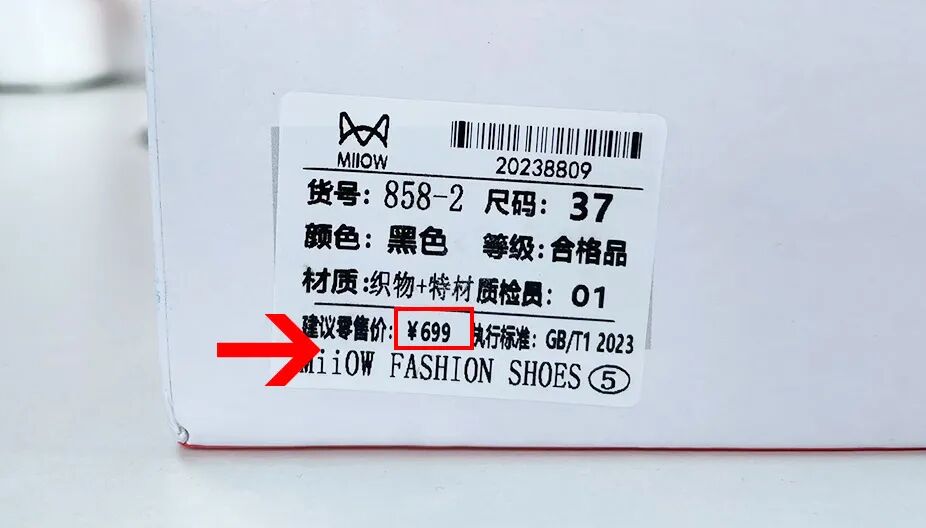 MIIOW
20238809
货号：858-2 尺码：37
颜色：黑色 等级：合格品
材质：织物+特材 质检员：01
建议零售价：¥699 执行标准：GB/T1 2023
MiiOW FASHION SHOES 5